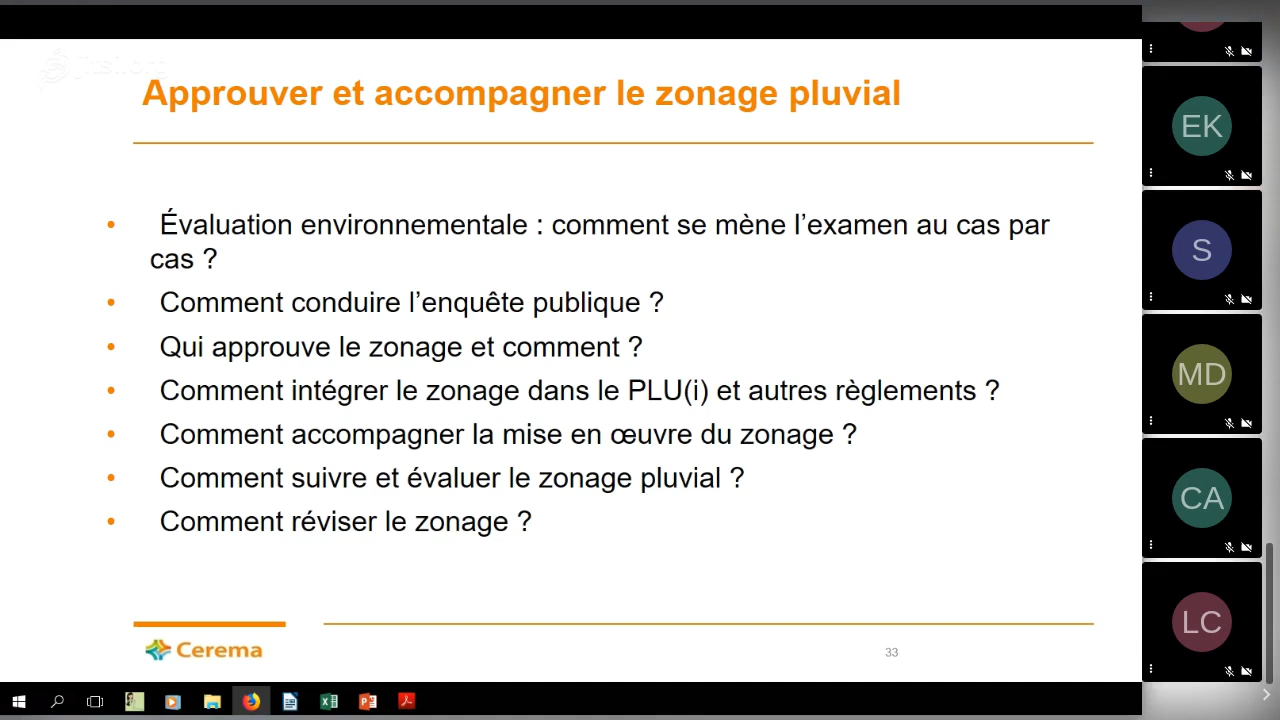 Approuver et accompagner le zonage pluvial
• Évaluation environnementale : comment se mène l’examen au cas par
cas ?
• Comment conduire l’enquête publique ?
• Qui approuve le zonage et comment ?
• Comment intégrer le zonage dans le PLU(i) et autres règlements ?
• Comment accompagner la mise en œuvre du zonage ?
• Comment suivre et évaluer le zonage pluvial ?
• Comment réviser le zonage ?
Cerema
33
EK
S
MD
CA
LC